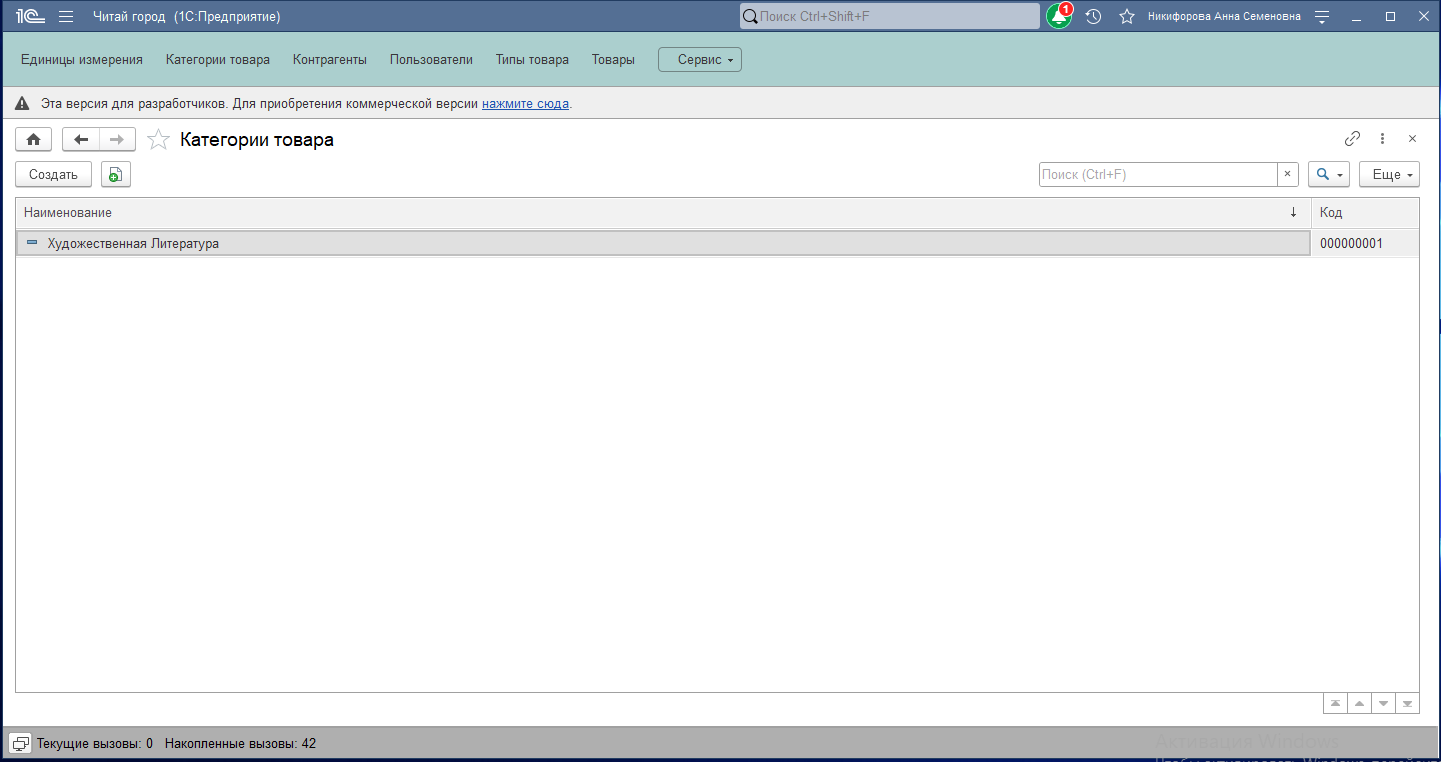 1С Читай город (1С:Предприятие) Поиск Ctrl+Shift+F 1 Никифорова Анна Семеновна
Единицы измерения Категории товара Контрагенты Пользователи Типы товара Товары Сервис
Эта версия для разработчиков. Для приобретения коммерческой версии нажмите сюда.
Категории товара
Создать Поиск (Ctrl+F) × Еще
Наименование ↓ Код
Художественная Литература 000000001
Текущие вызовы: 0 Накопленные вызовы: 42
Активация Windows